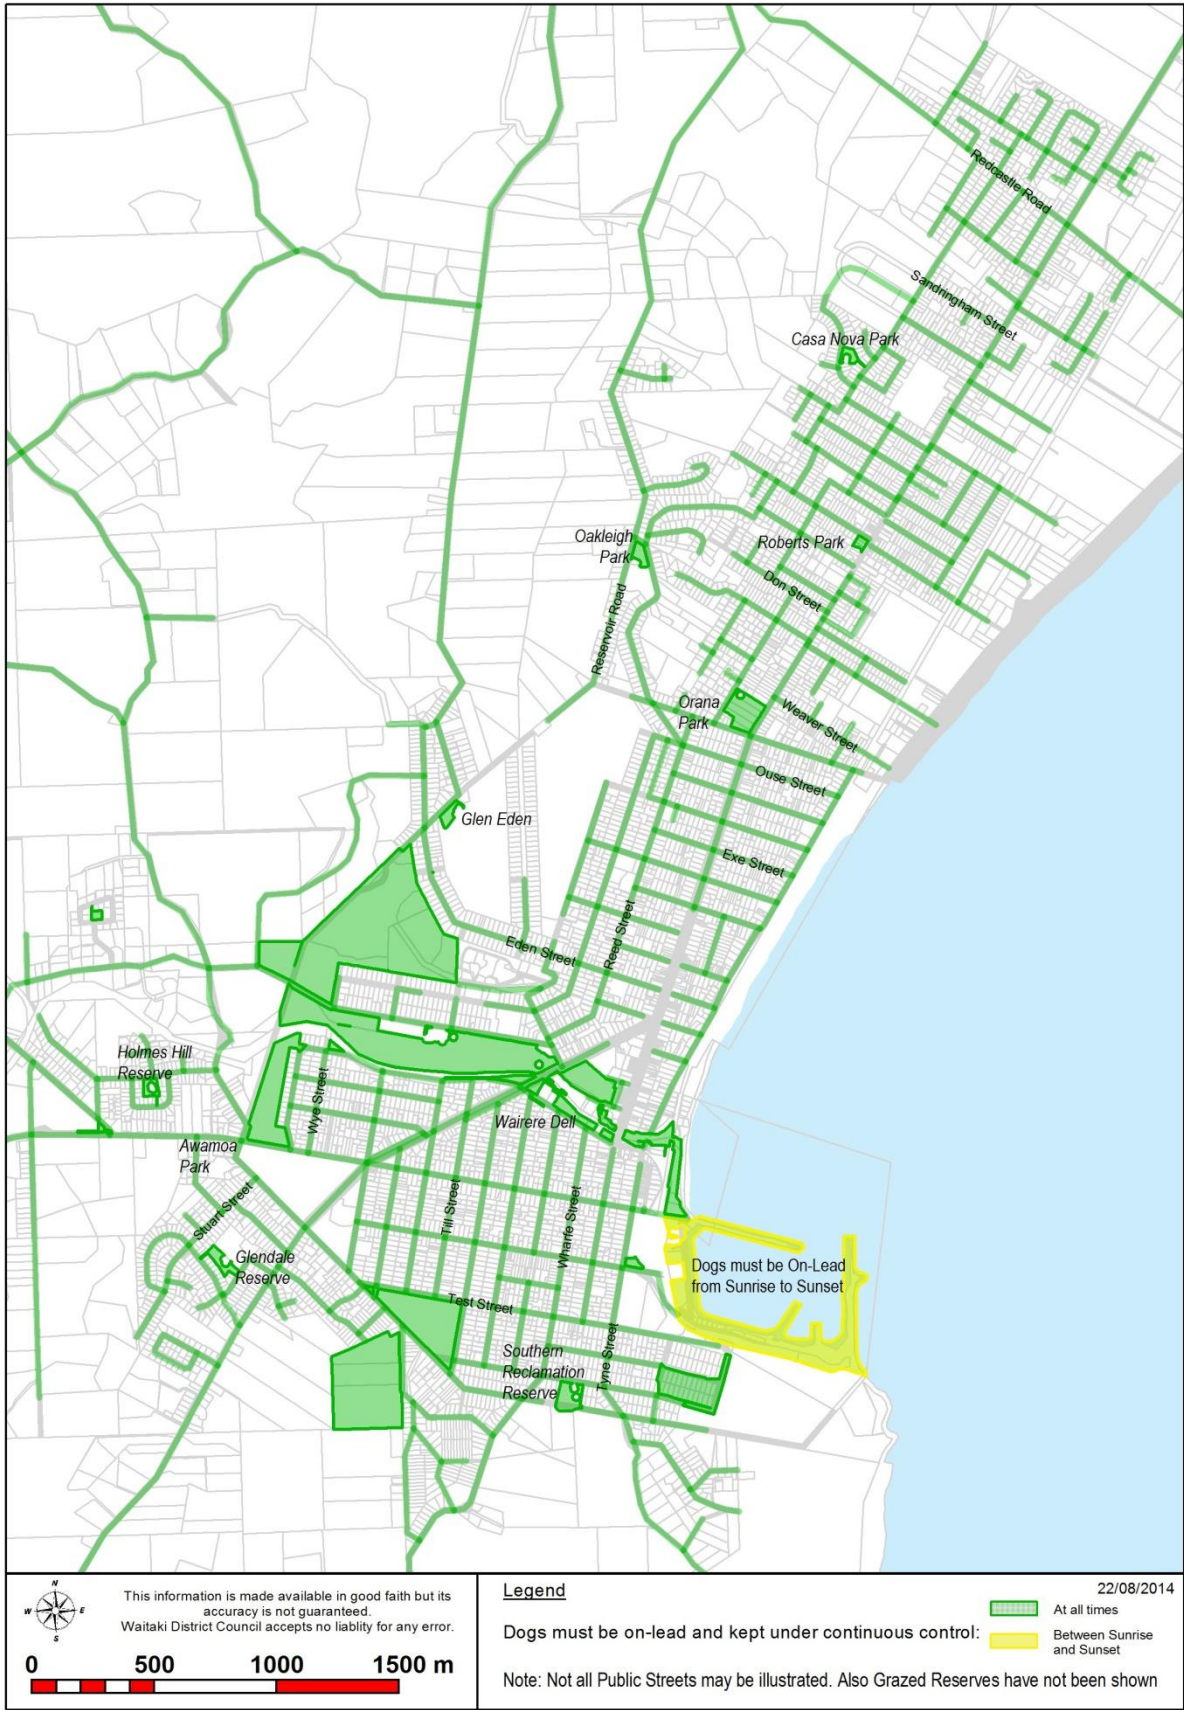 Redcastle Road
Sandringham Street
Casa Nova Park
Oakleigh
Park
Roberts Park
Don Street
Reservoir Road
Orana
Park
Weaver Street
Ouse Street
Glen Eden
Exe Street
Reed Street
Eden Street
Holmes Hill
Reserve
Wye Street
Wairere Dell
Awamoa
Park
Stuart Street
Till Street
Wharfe Street
Glendale
Reserve
Dogs must be On-Lead
from Sunrise to Sunset
Test Street
Southern
Reclamation
Reserve
Tyne Street
N
W E
S
This information is made available in good faith but its
accuracy is not guaranteed.
Waitaki District Council accepts no liablity for any error.
0 500 1000 1500 m
Legend
22/08/2014
Dogs must be on-lead and kept under continuous control:
At all times
Between Sunrise
and Sunset
Note: Not all Public Streets may be illustrated. Also Grazed Reserves have not been shown